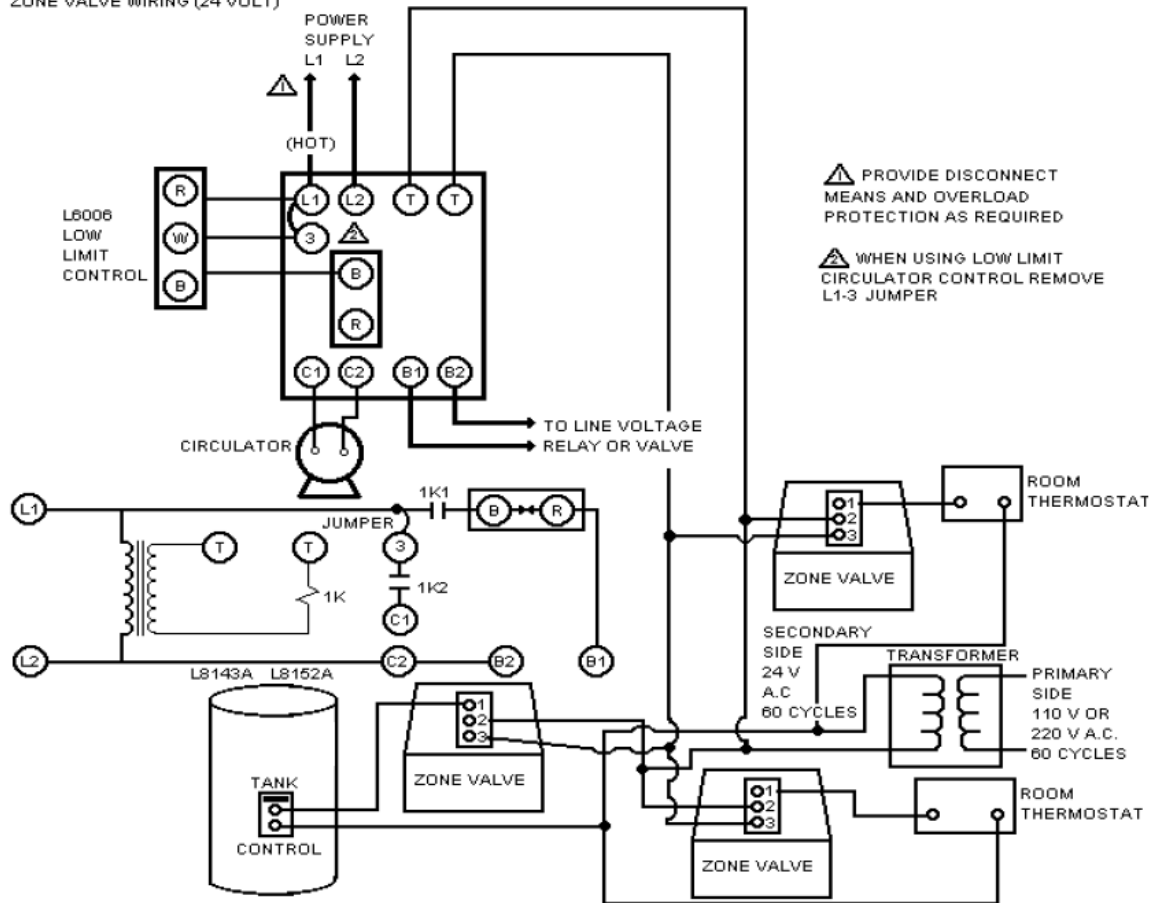 ZONE VALVE WIRING (24 VOLT)
POWER
SUPPLY
L1 L2
1
(HOT)
L6006
LOW
LIMIT
CONTROL
R
W
B
L1
L2
T
T
3
2
B
R
C1
C2
B1
B2
1 PROVIDE DISCONNECT
MEANS AND OVERLOAD
PROTECTION AS REQUIRED
2 WHEN USING LOW LIMIT
CIRCULATOR CONTROL REMOVE
L1-3 JUMPER
TO LINE VOLTAGE
RELAY OR VALVE
CIRCULATOR
L1
JUMPER
1K1
B
R
T
T
3
1K
1K2
C1
L2
C2
B2
B1
L8143A L8152A
1
2
3
ZONE VALVE
ROOM
THERMOSTAT
SECONDARY
SIDE
24 V
A.C
60 CYCLES
TRANSFORMER
PRIMARY
SIDE
110 V OR
220 V A.C.
60 CYCLES
TANK
CONTROL
1
2
3
ZONE VALVE
1
2
3
ZONE VALVE
ROOM
THERMOSTAT